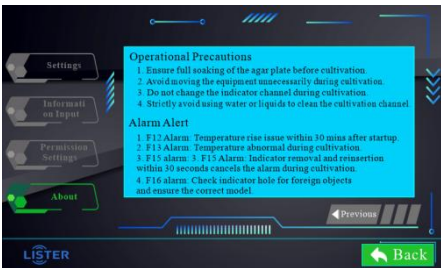 Settings
Informati
on Input
Permission
Settings
About
LISTER
Operational Precautions
1. Ensure full soaking of the agar plate before cultivation.
2. Avoid moving the equipment unnecessarily during cultivation.
3. Do not change the indicator channel during cultivation.
4. Strictly avoid using water or liquids to clean the cultivation channel
Alarm Alert
1. F12 Alarm: Temperature rise issue within 30 mins after startup.
2. F13 Alarm: Temperature abnormal during cultivation.
3. F15 alarm: 3. F15 Alarm: Indicator removal and reinsertion
within 30 seconds cancels the alarm during cultivation.
4. F16 alarm: Check indicator hole for foreign objects
and ensure the correct model.
Previous
Back